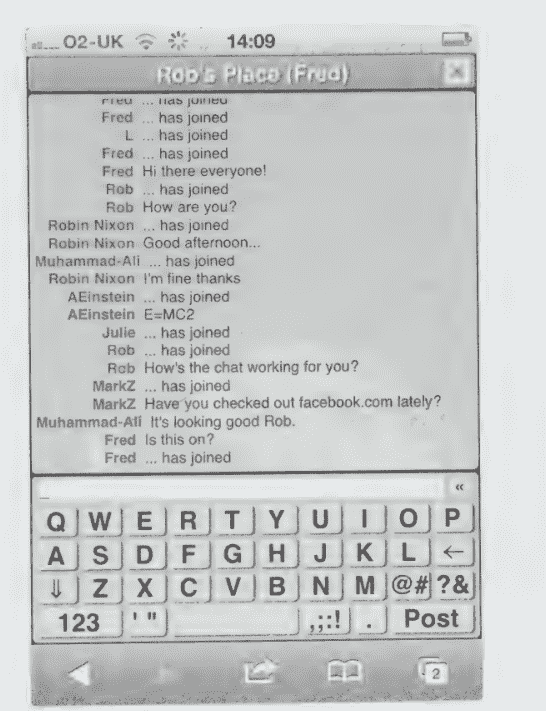 O2-UK 14:09
Rob's Place (Fred)
Fred ... has joined
Fred ... has joined
L ... has joined
Fred ... has joined
Fred Hi there everyone!
Rob ... has joined
Rob How are you?
Robin Nixon ... has joined
Robin Nixon Good afternoon...
Muhammad-Ali ... has joined
Robin Nixon I'm fine thanks
AEinstein ... has joined
AEinstein E=MC2
Julie ... has joined
Rob ... has joined
Rob How's the chat working for you?
MarkZ ... has joined
MarkZ Have you checked out facebook.com lately?
Muhammad-Ali It's looking good Rob.
Fred Is this on?
Fred ... has joined
_ «
Q W E R T Y U I O P
A S D F G H J K L ←
⇓ Z X C V B N M @# ?&
123 ' " ,;:! . Post
2